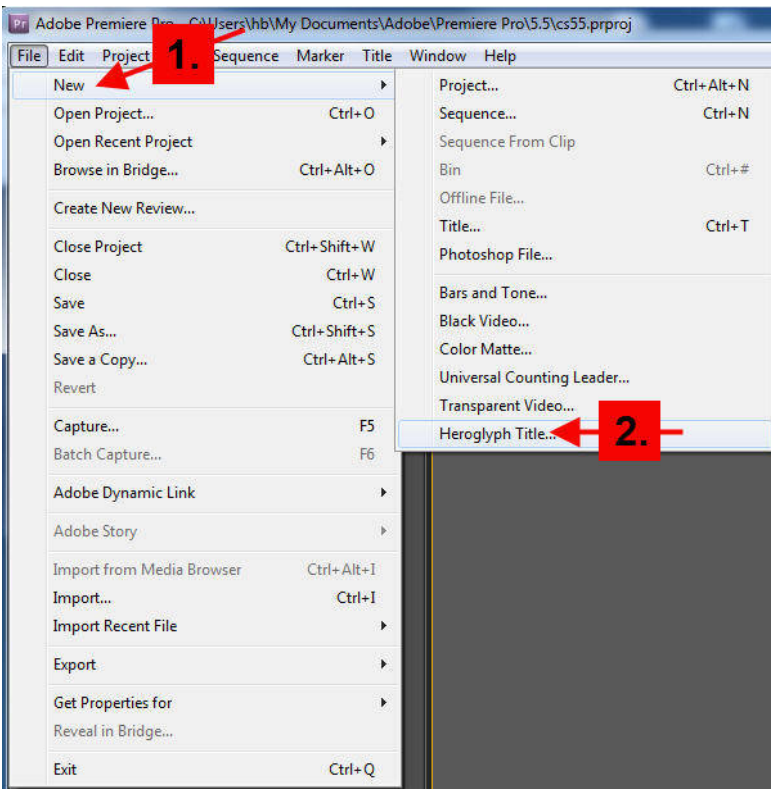 Pr Adobe Premiere Pro - C:\Users\hb\My Documents\Adobe\Premiere Pro\5.5\cs55.prproj
File Edit Project Sequence Marker Title Window Help
1.
New
Open Project... Ctrl+O
Open Recent Project
Browse in Bridge... Ctrl+Alt+O
Create New Review...
Close Project Ctrl+Shift+W
Close Ctrl+W
Save Ctrl+S
Save As... Ctrl+Shift+S
Save a Copy... Ctrl+Alt+S
Revert
Capture... F5
Batch Capture... F6
Adobe Dynamic Link
Adobe Story
Import from Media Browser Ctrl+Alt+I
Import... Ctrl+I
Import Recent File
Export
Get Properties for
Reveal in Bridge...
Exit Ctrl+Q
Project... Ctrl+Alt+N
Sequence... Ctrl+N
Sequence From Clip
Bin Ctrl+#
Offline File...
Title... Ctrl+T
Photoshop File...
Bars and Tone...
Black Video...
Color Matte...
Universal Counting Leader...
Transparent Video...
Heroglyph Title...
2.